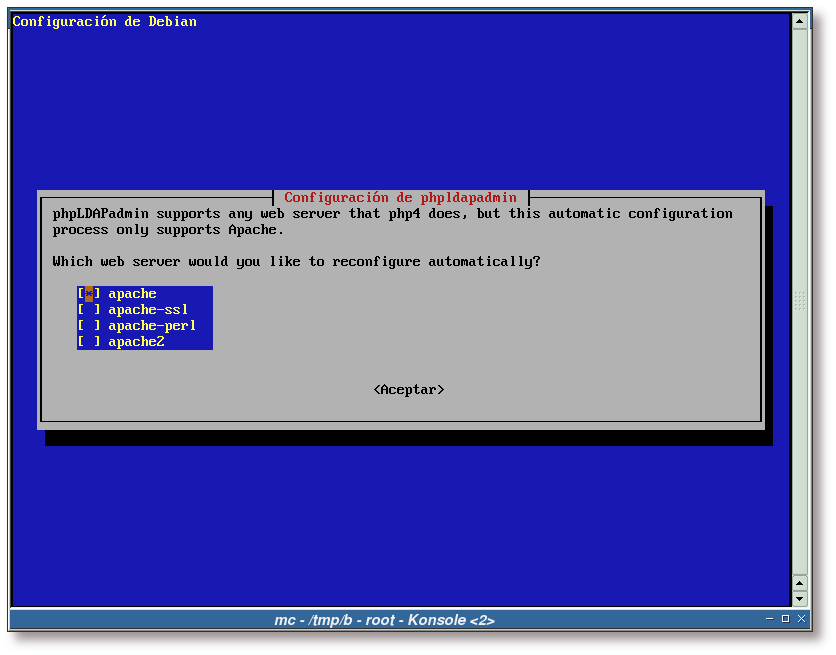 Configuración de Debian
Configuración de phpldapadmin
phpLDAPadmin supports any web server that php4 does, but this automatic configuration
process only supports Apache.
Which web server would you like to reconfigure automatically?
[*] apache
[ ] apache-ssl
[ ] apache-perl
[ ] apache2
<Aceptar>
mc - /tmp/b - root - Konsole <2>